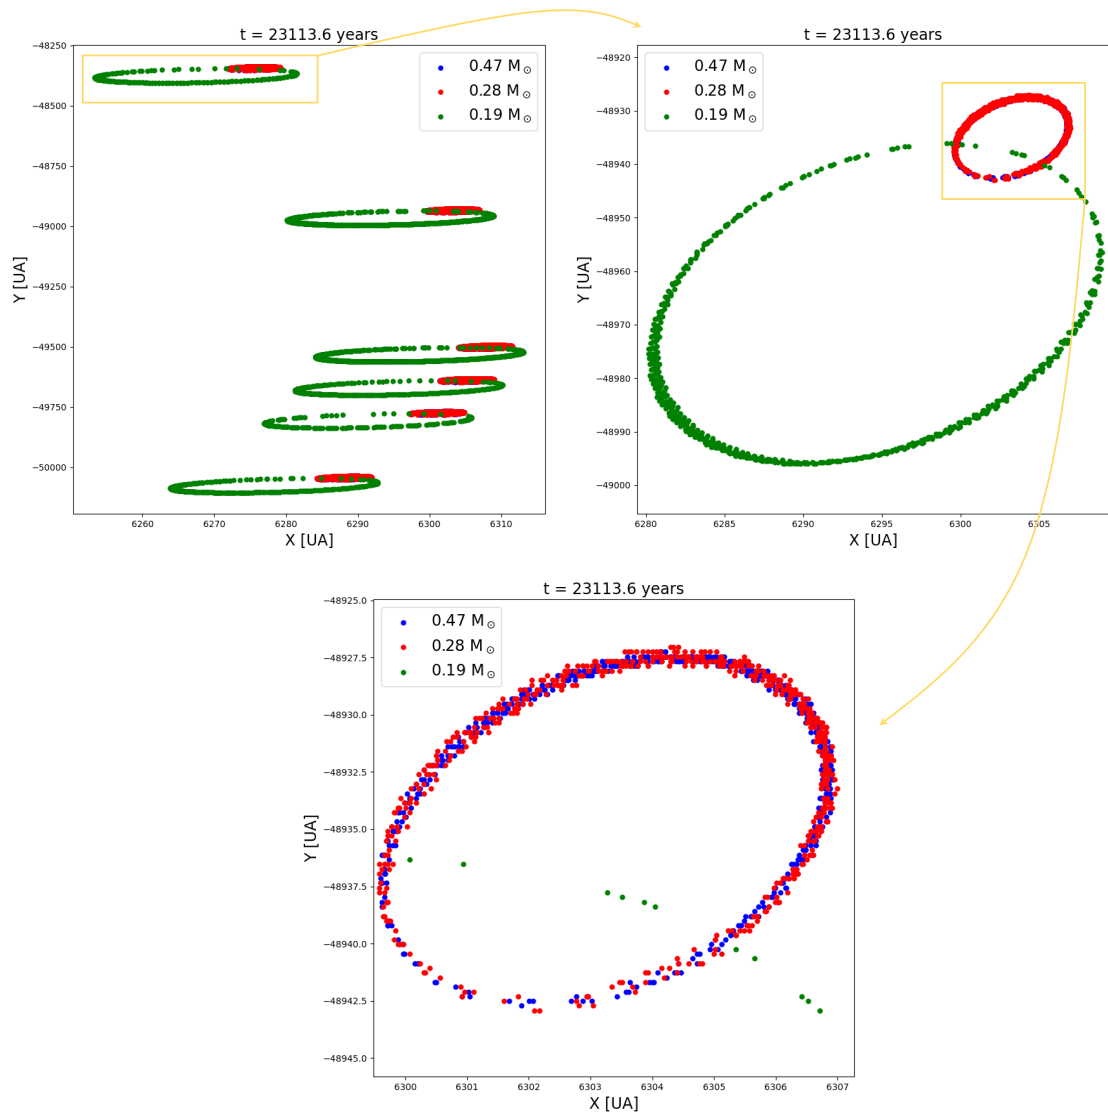 t = 23113.6 years
−48250
−48500
−48750
−49000
−49250
−49500
−49750
−50000
Y [UA]
6260
6270
6280
6290
6300
6310
X [UA]
0.47 M☉
0.28 M☉
0.19 M☉
t = 23113.6 years
−48920
−48930
−48940
−48950
−48960
−48970
−48980
−48990
−49000
Y [UA]
6280
6285
6290
6295
6300
6305
X [UA]
0.47 M☉
0.28 M☉
0.19 M☉
t = 23113.6 years
−48925.0
−48927.5
−48930.0
−48932.5
−48935.0
−48937.5
−48940.0
−48942.5
−48945.0
Y [UA]
6300
6301
6302
6303
6304
6305
6306
6307
X [UA]
0.47 M☉
0.28 M☉
0.19 M☉